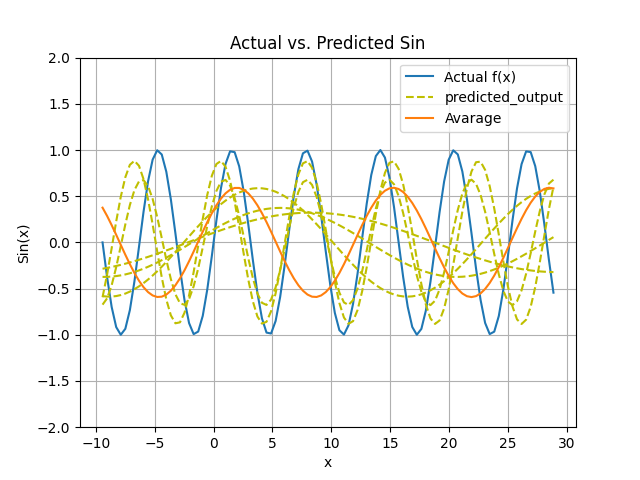 Actual vs. Predicted Sin
Actual f(x)
predicted_output
Avarage
2.0
1.5
1.0
0.5
0.0
−0.5
−1.0
−1.5
−2.0
Sin(x)
−10 −5 0 5 10 15 20 25 30
x